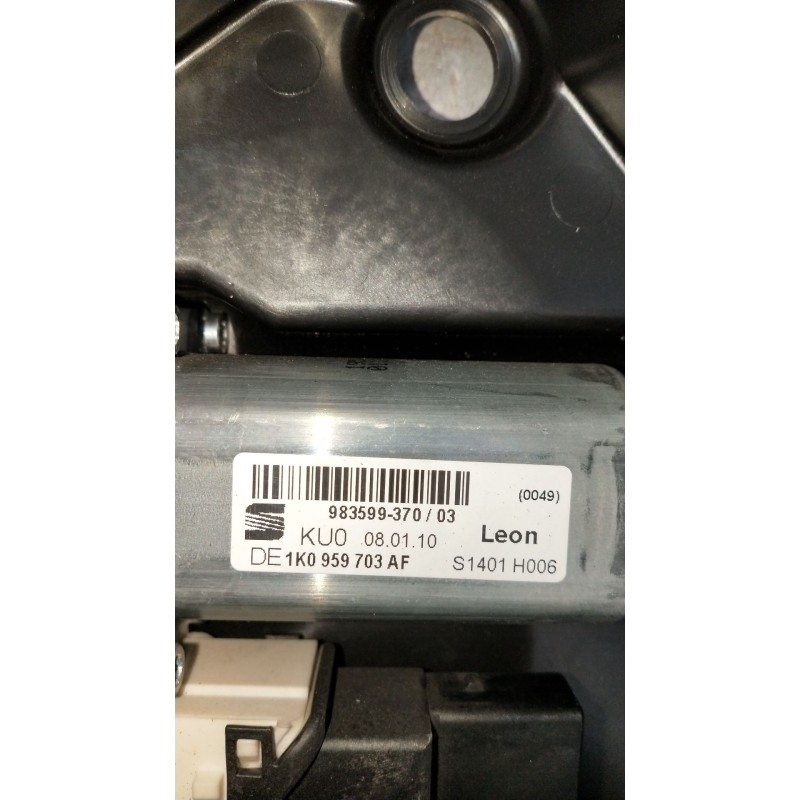 (0049)
983599-370 / 03
KU0 08.01.10 Leon
DE 1K0 959 703 AF S1401 H006